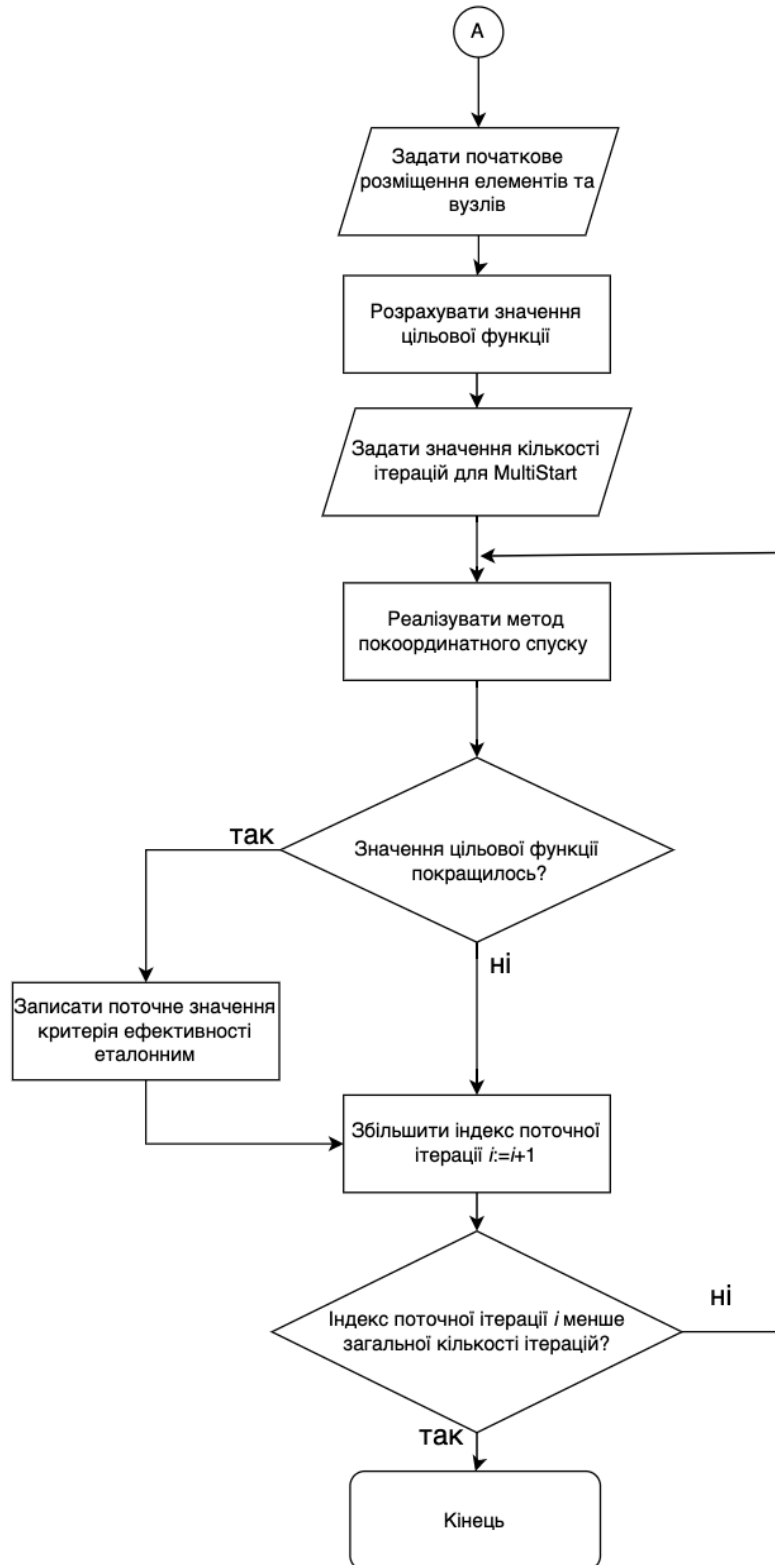 A
Задати початкове
розміщення елементів та
вузлів
Розрахувати значення
цільової функції
Задати значення кількості
ітерацій для MultiStart
Реалізувати метод
покоординатного спуску
так
Значення цільової функції
покращилось?
ні
Записати поточне значення
критерія ефективності
еталонним
Збільшити індекс поточної
ітерації i:=i+1
Індекс поточної ітерації i менше
загальної кількості ітерацій?
ні
так
Кінець